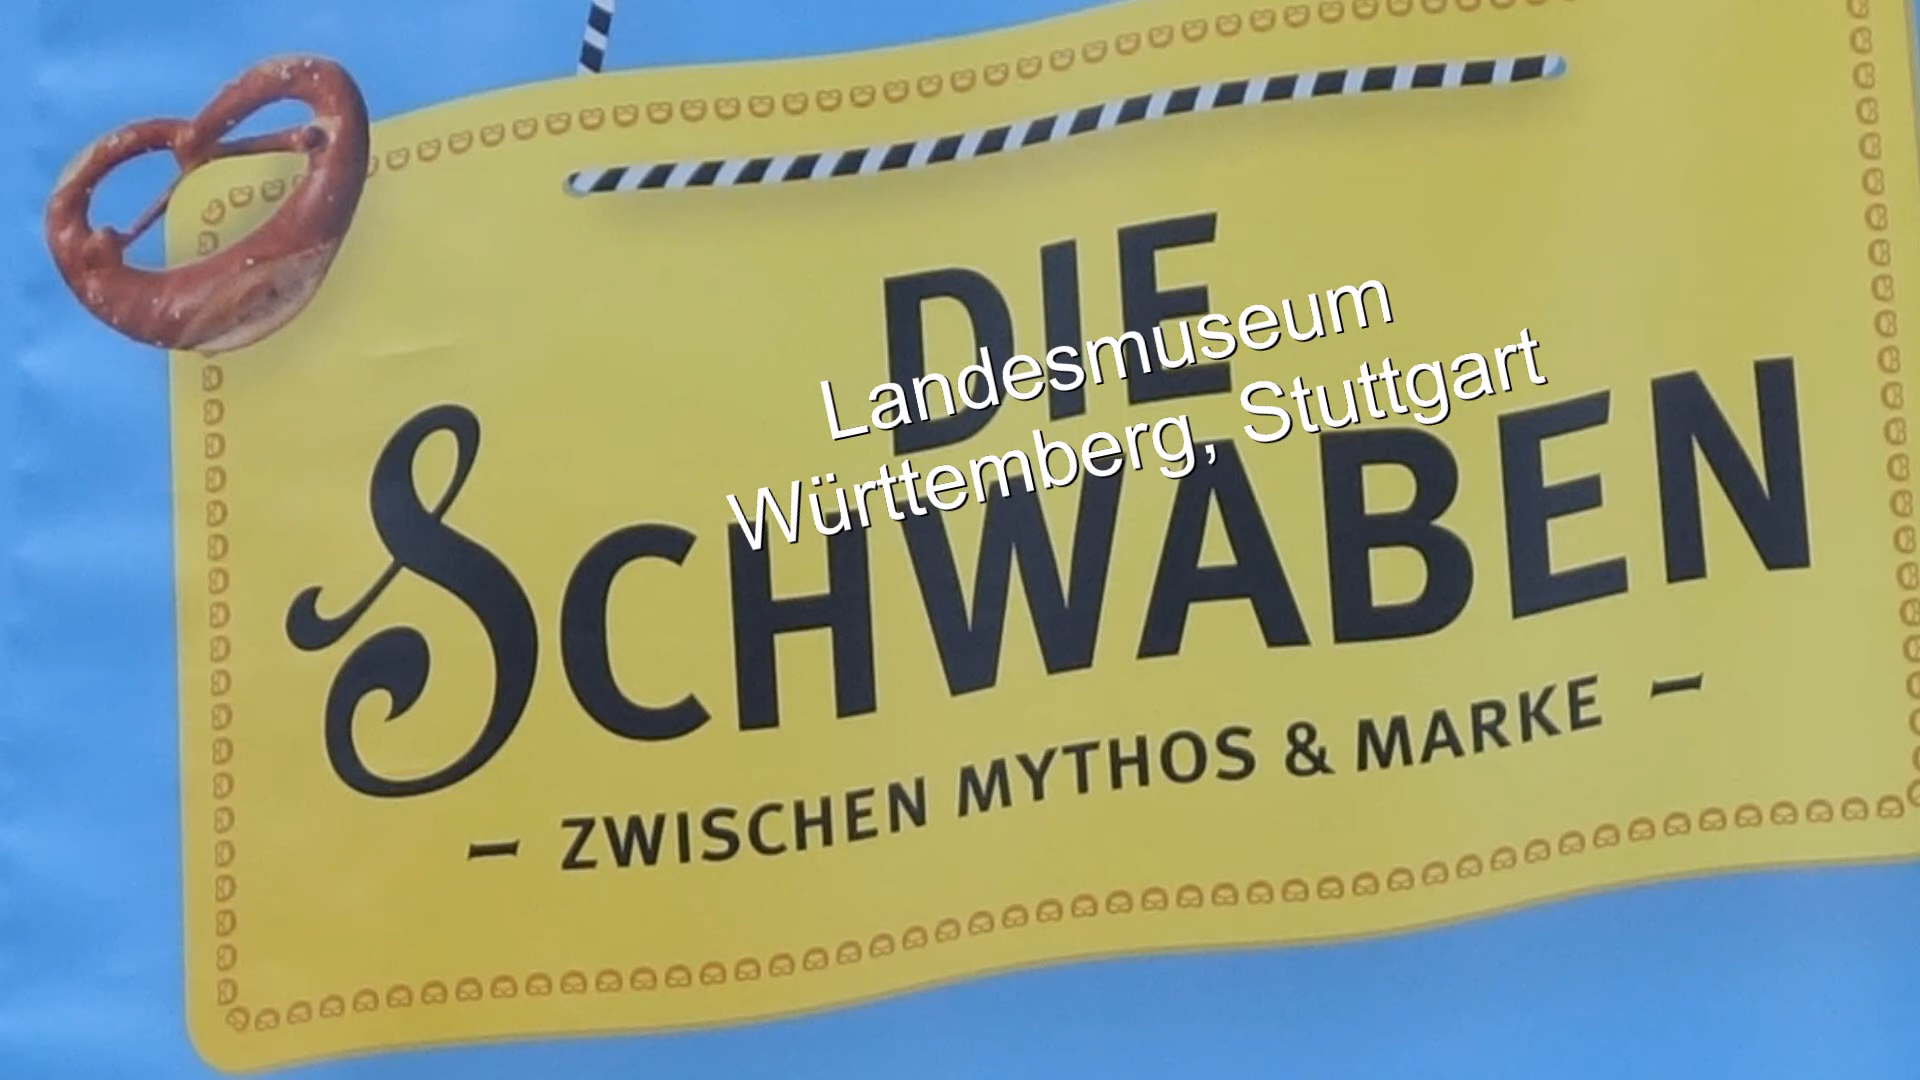 DIE
SCHWABEN
– ZWISCHEN MYTHOS & MARKE –
Landesmuseum
Württemberg, Stuttgart